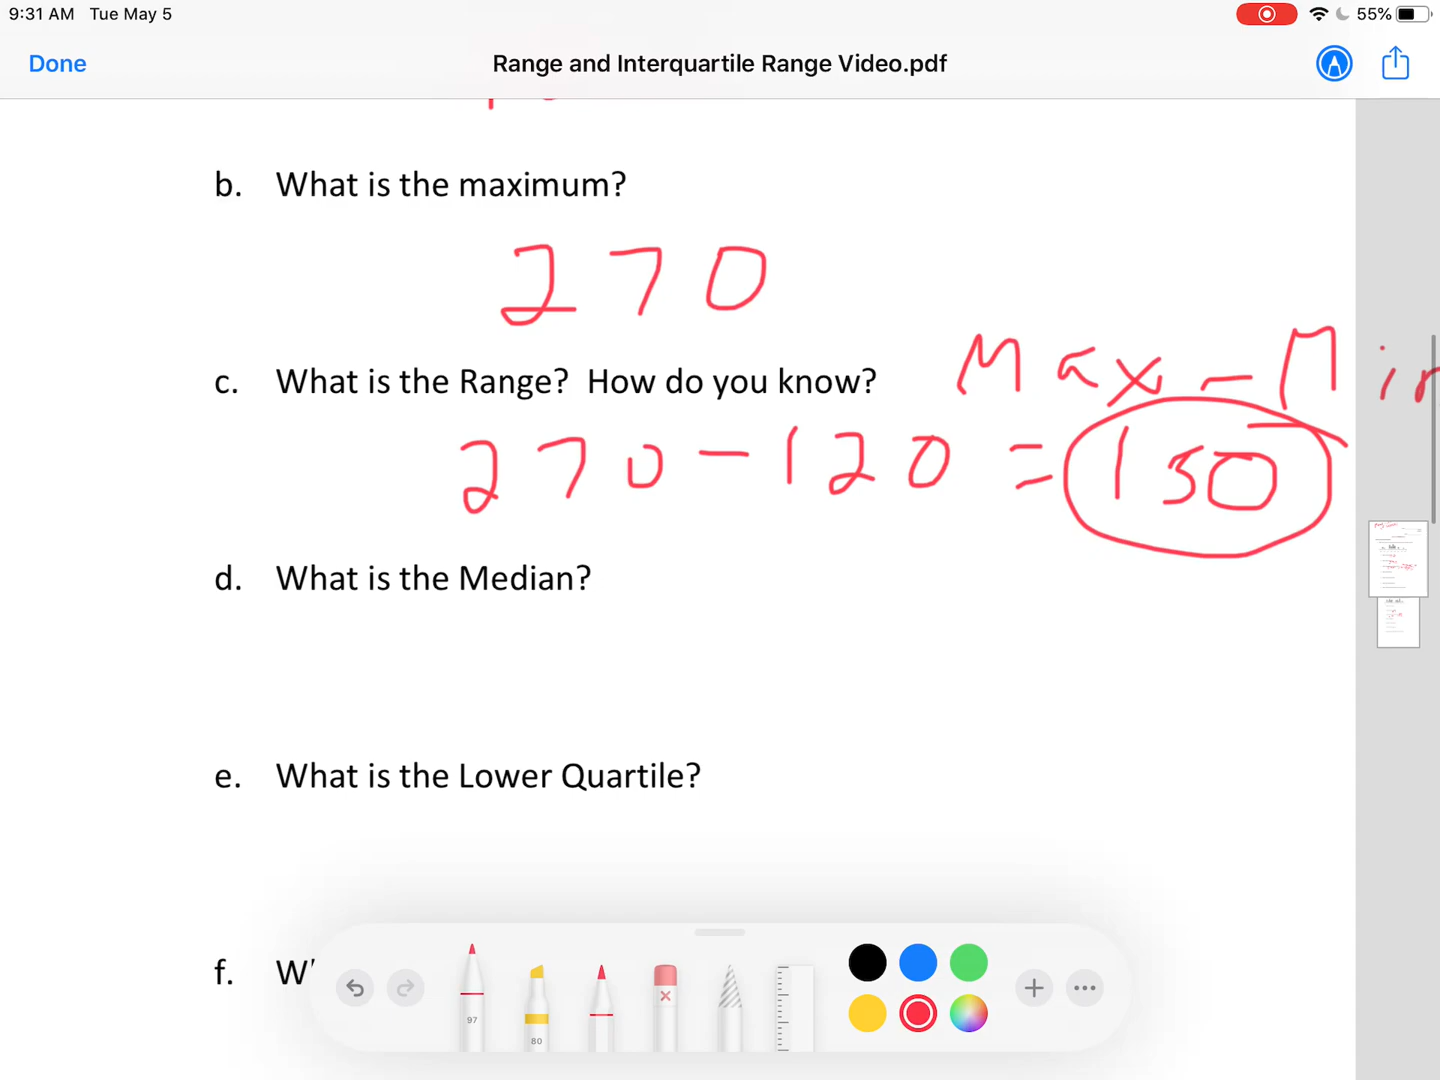 9:31 AM Tue May 5
55%
Done
Range and Interquartile Range Video.pdf
b. What is the maximum?
270
c. What is the Range? How do you know?
Max - Min
270 - 120 = 150
d. What is the Median?
e. What is the Lower Quartile?
f.
97
80